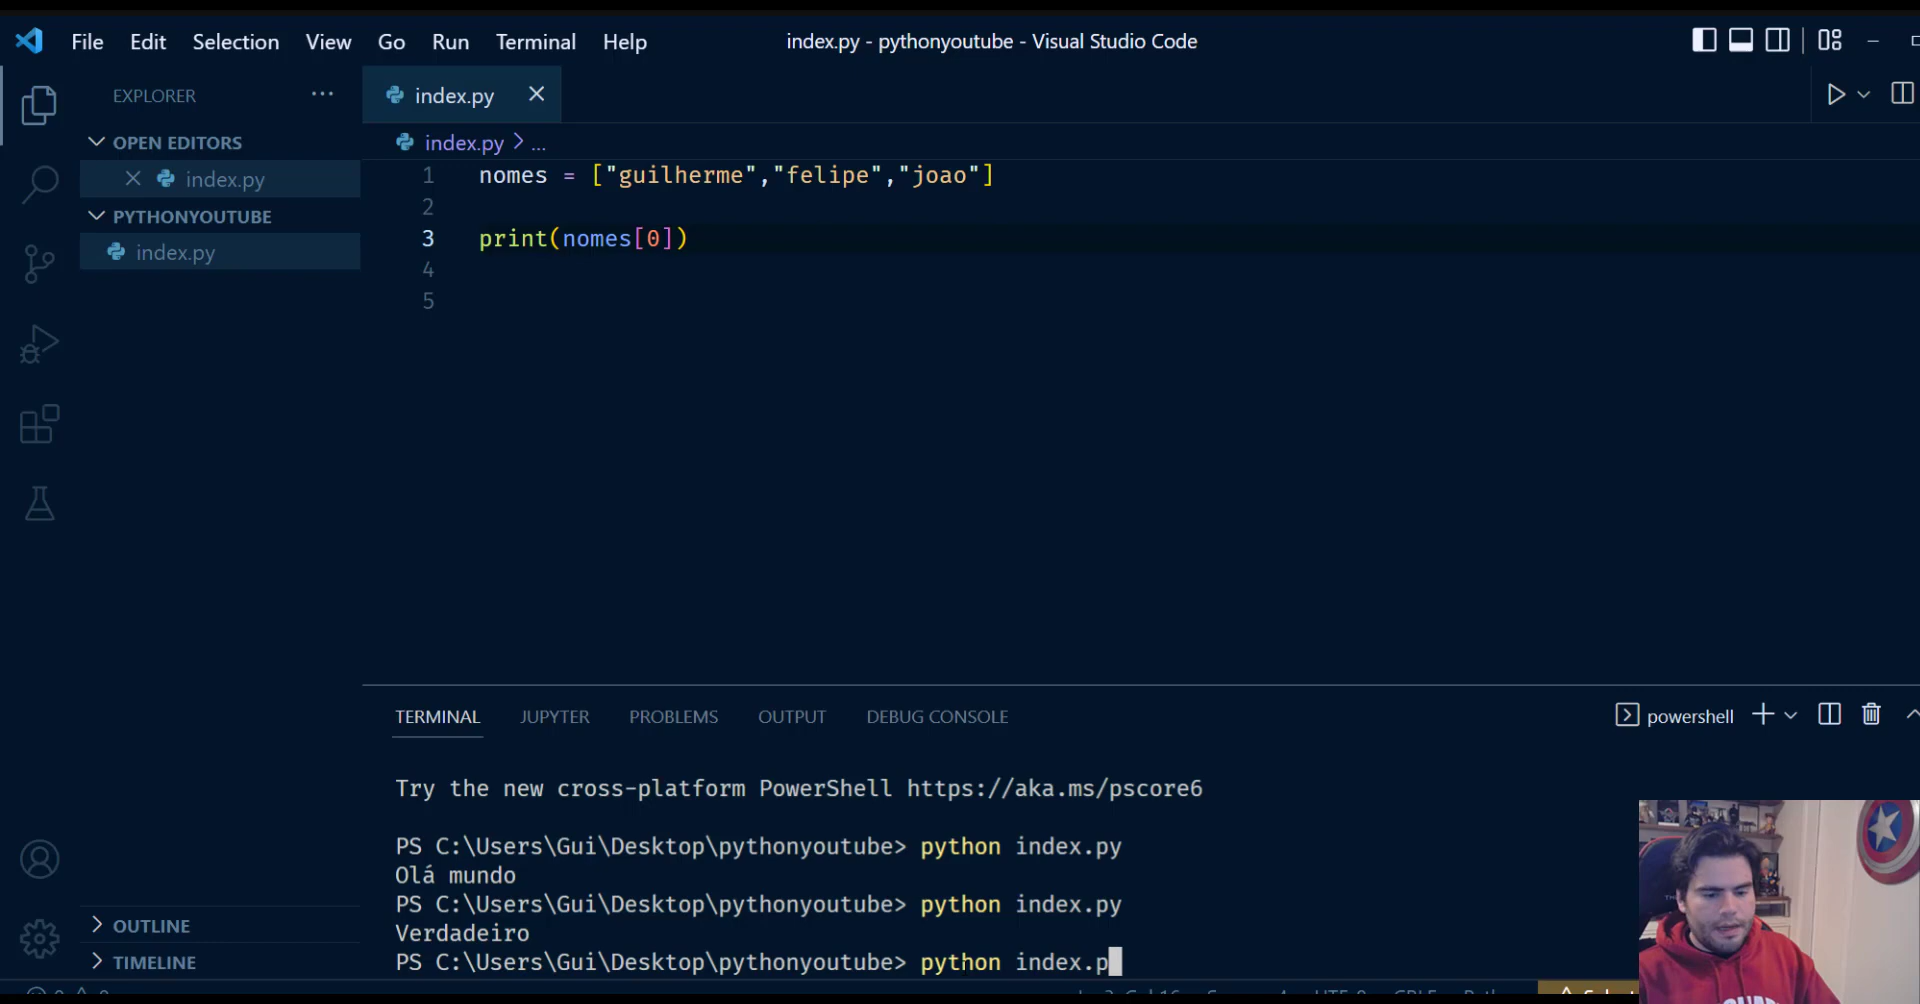 File Edit Selection View Go Run Terminal Help
index.py - pythonyoutube - Visual Studio Code
EXPLORER ...
OPEN EDITORS
index.py
PYTHONYOUTUBE
index.py
OUTLINE
TIMELINE
index.py
index.py > ...
1 nomes = ["guilherme","felipe","joao"]
2
3 print(nomes[0])
4
5
TERMINAL JUPYTER PROBLEMS OUTPUT DEBUG CONSOLE
powershell
Try the new cross-platform PowerShell https://aka.ms/pscore6
PS C:\Users\Gui\Desktop\pythonyoutube> python index.py
Olá mundo
PS C:\Users\Gui\Desktop\pythonyoutube> python index.py
Verdadeiro
PS C:\Users\Gui\Desktop\pythonyoutube> python index.p